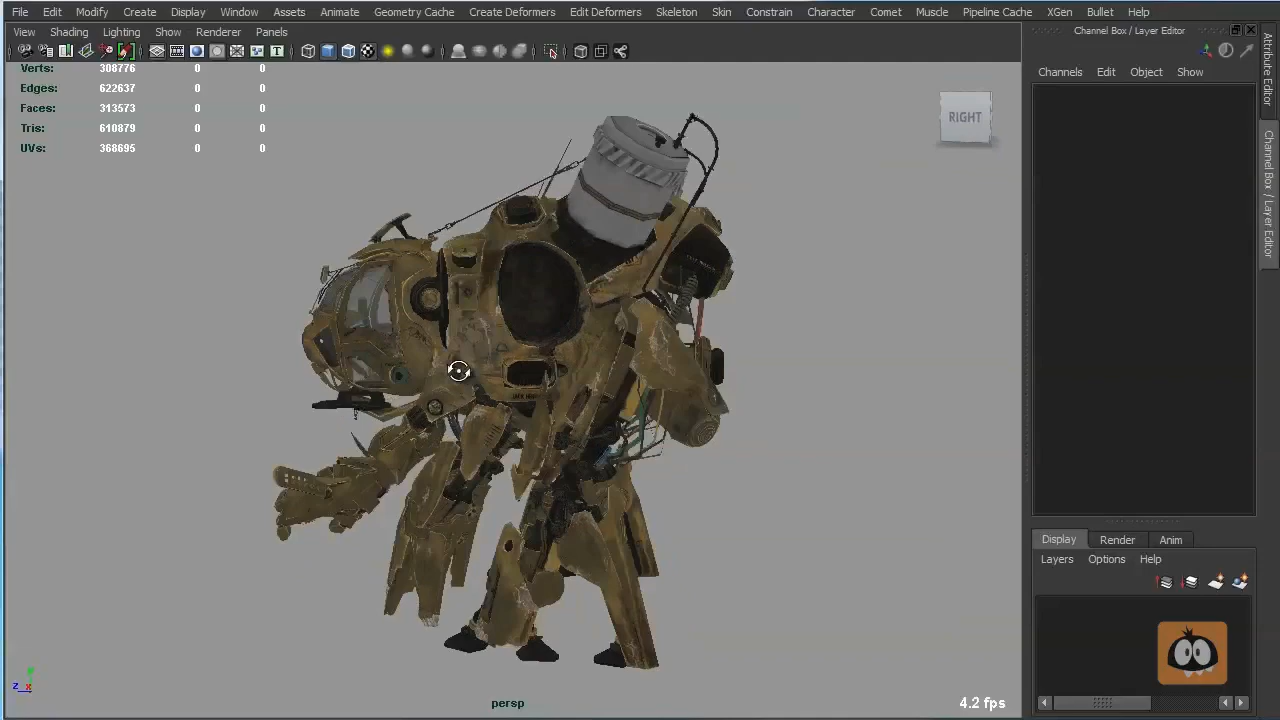 File Edit Modify Create Display Window Assets Animate Geometry Cache Create Deformers Edit Deformers Skeleton Skin Constrain Character Comet Muscle Pipeline Cache XGen Bullet Help
View Shading Lighting Show Renderer Panels
Channel Box / Layer Editor
Verts: 308776 0 0
Edges: 622637 0 0
Faces: 313573 0 0
Tris: 610879 0 0
UVs: 368695 0 0
RIGHT
Channels Edit Object Show
Attribute Editor
Channel Box / Layer Editor
Display Render Anim
Layers Options Help
T
z x
persp
4.2 fps